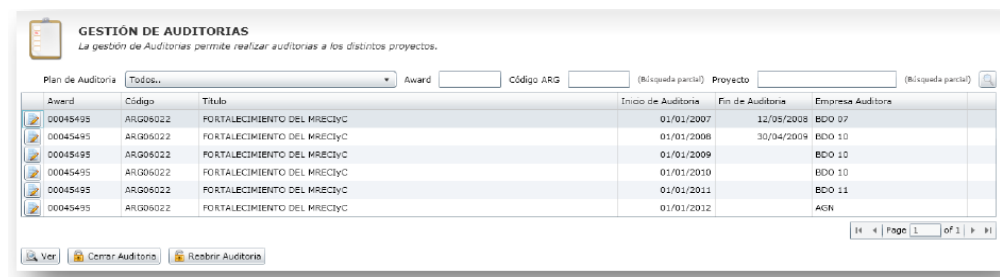 GESTIÓN DE AUDITORIAS
La gestión de Auditorias permite realizar auditorias a los distintos proyectos.
Plan de Auditoria Todos.. Award Código ARG (Búsqueda parcial) Proyecto (Búsqueda parcial)
Award Código Título Inicio de Auditoria Fin de Auditoria Empresa Auditora
00045495 ARG06022 FORTALECIMIENTO DEL MRECIyC 01/01/2007 12/05/2008 BDO 07
00045495 ARG06022 FORTALECIMIENTO DEL MRECIyC 01/01/2008 30/04/2009 BDO 10
00045495 ARG06022 FORTALECIMIENTO DEL MRECIyC 01/01/2009 BDO 10
00045495 ARG06022 FORTALECIMIENTO DEL MRECIyC 01/01/2010 BDO 10
00045495 ARG06022 FORTALECIMIENTO DEL MRECIyC 01/01/2011 BDO 11
00045495 ARG06022 FORTALECIMIENTO DEL MRECIyC 01/01/2012 AGN
Page 1 of 1
Ver Cerrar Auditoria Reabrir Auditoria